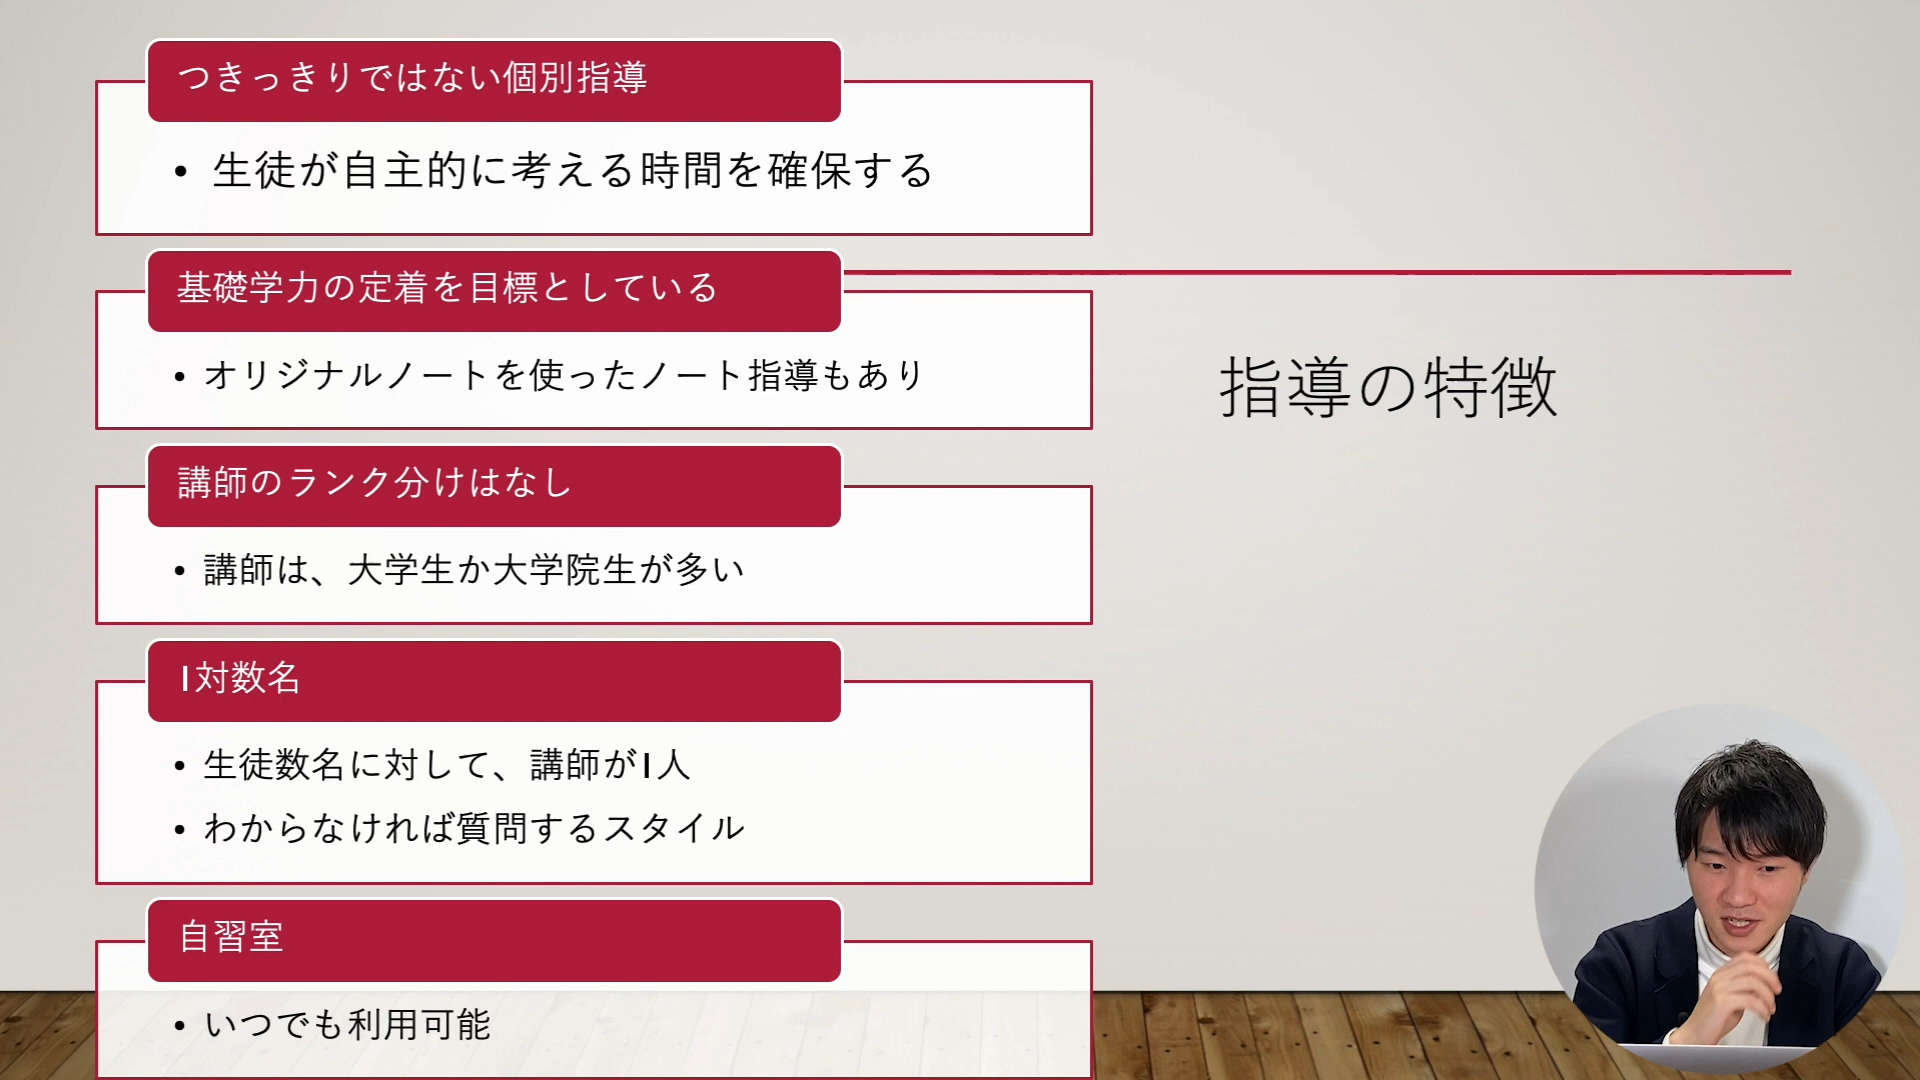 つきっきりではない個別指導
• 生徒が自主的に考える時間を確保する
基礎学力の定着を目標としている
• オリジナルノートを使ったノート指導もあり
講師のランク分けはなし
• 講師は、大学生か大学院生が多い
1対数名
• 生徒数名に対して、講師が1人
• わからなければ質問するスタイル
自習室
• いつでも利用可能
指導の特徴